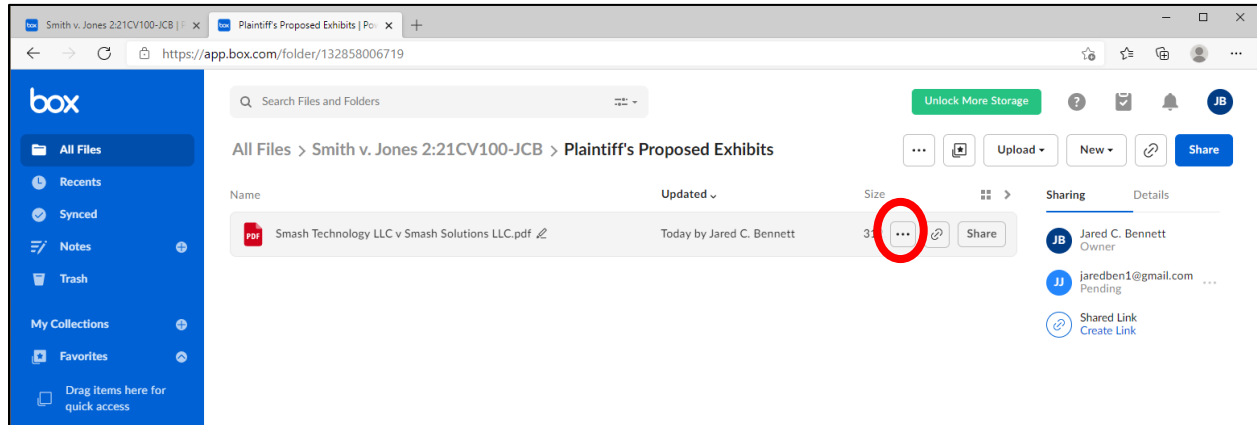 Smith v. Jones 2:21CV100-JCB | P
Plaintiff's Proposed Exhibits | Po
https://app.box.com/folder/132858006719
box
Search Files and Folders
Unlock More Storage
JB
All Files
All Files > Smith v. Jones 2:21CV100-JCB > Plaintiff's Proposed Exhibits
Upload
New
Share
Recents
Name
Updated
Size
Sharing
Details
Synced
PDF
Smash Technology LLC v Smash Solutions LLC.pdf
Today by Jared C. Bennett
Share
JB
Jared C. Bennett
Owner
Notes
Trash
JJ
jaredben1@gmail.com
Pending
My Collections
Shared Link
Create Link
Favorites
Drag items here for
quick access